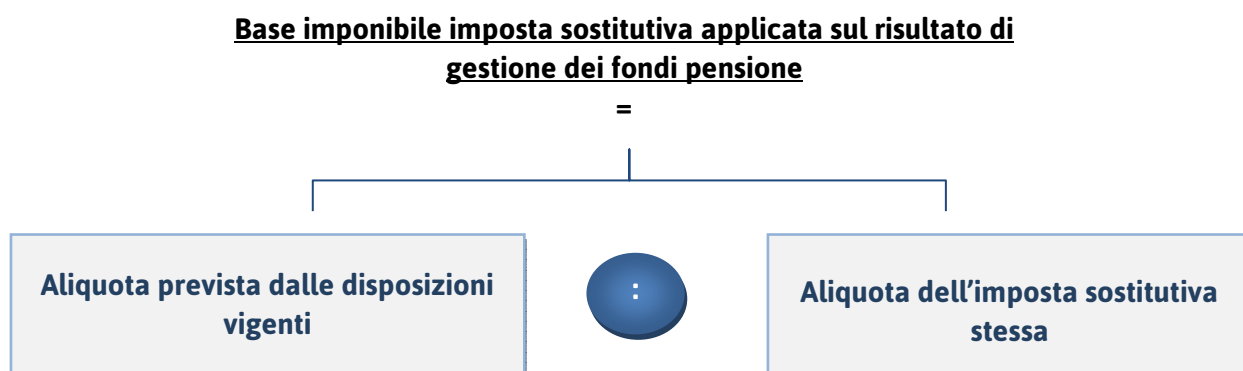 Base imponibile imposta sostitutiva applicata sul risultato di
gestione dei fondi pensione
=
Aliquota prevista dalle disposizioni
vigenti
:
Aliquota dell’imposta sostitutiva
stessa